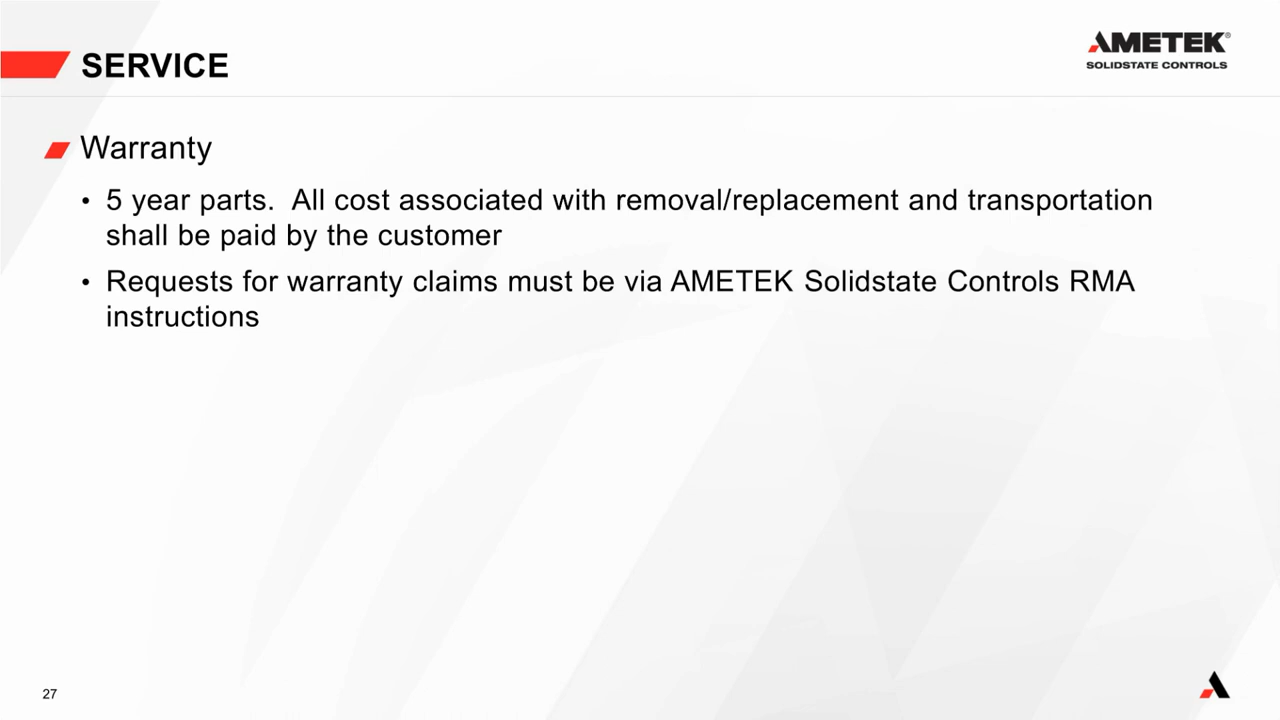 SERVICE
AMETEK®
SOLIDSTATE CONTROLS
Warranty
• 5 year parts.  All cost associated with removal/replacement and transportation
shall be paid by the customer
• Requests for warranty claims must be via AMETEK Solidstate Controls RMA
instructions
27